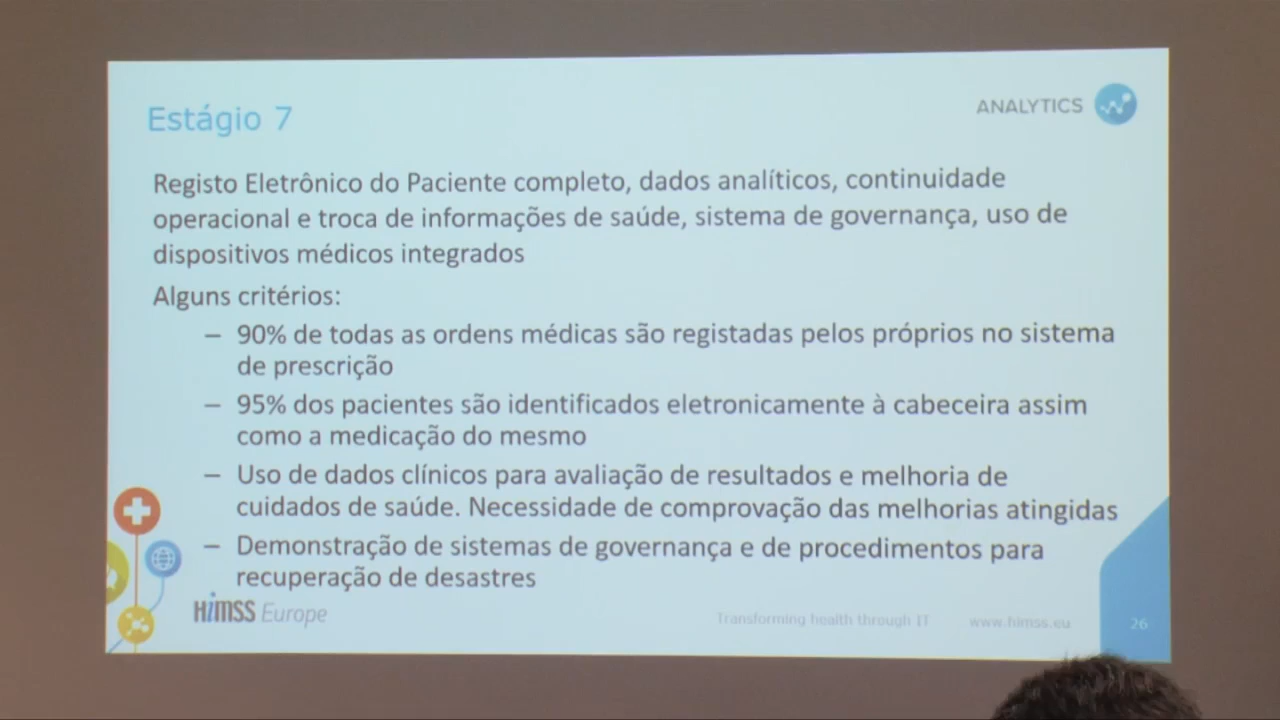 Estágio 7
ANALYTICS
Registo Eletrônico do Paciente completo, dados analíticos, continuidade
operacional e troca de informações de saúde, sistema de governança, uso de
dispositivos médicos integrados
Alguns critérios:
– 90% de todas as ordens médicas são registadas pelos próprios no sistema
de prescrição
– 95% dos pacientes são identificados eletronicamente à cabeceira assim
como a medicação do mesmo
– Uso de dados clínicos para avaliação de resultados e melhoria de
cuidados de saúde. Necessidade de comprovação das melhorias atingidas
– Demonstração de sistemas de governança e de procedimentos para
recuperação de desastres
HiMSS Europe
Transforming health through IT
www.himss.eu
26